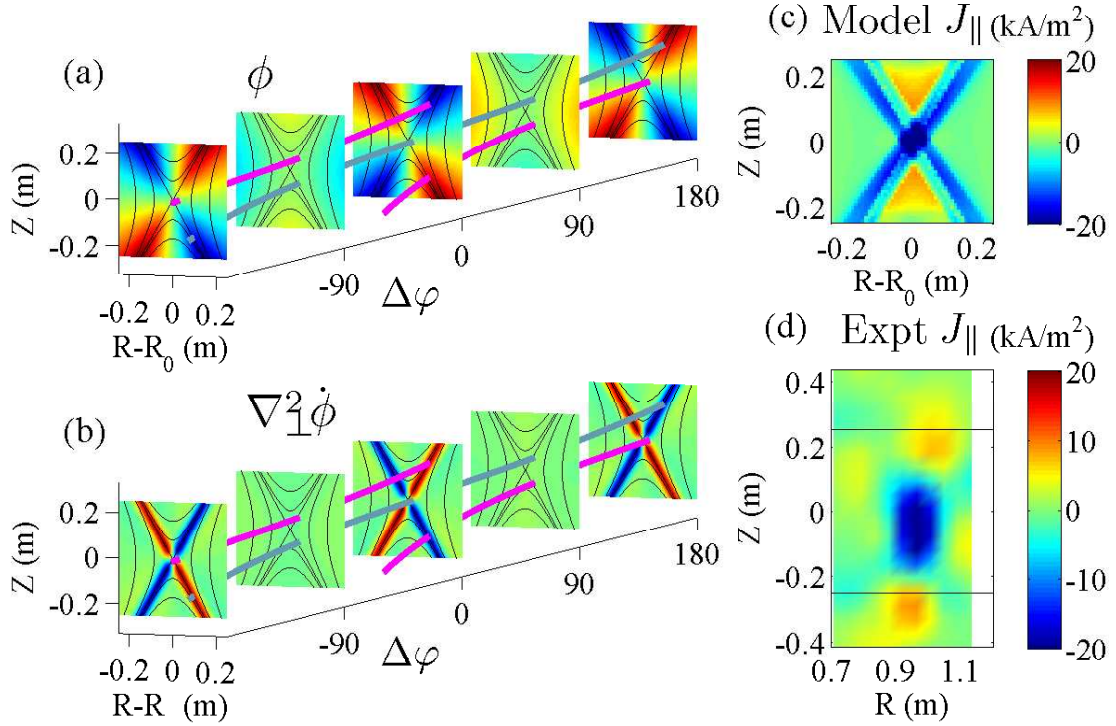 (a)
ϕ
Z (m)
0.2
0
-0.2
-0.2 0 0.2
R-R₀ (m)
-90
0
90
180
Δφ
(b)
∇²⊥ϕ̇
Z (m)
0.2
0
-0.2
-0.2 0 0.2
R-R (m)
-90
0
90
180
Δφ
(c) Model J∥ (kA/m²)
Z (m)
0.2
0
-0.2
-0.2 0 0.2
R-R₀ (m)
20
0
-20
(d) Expt J∥ (kA/m²)
Z (m)
0.4
0.2
0
-0.2
-0.4
0.7 0.9 1.1
R (m)
20
10
0
-10
-20